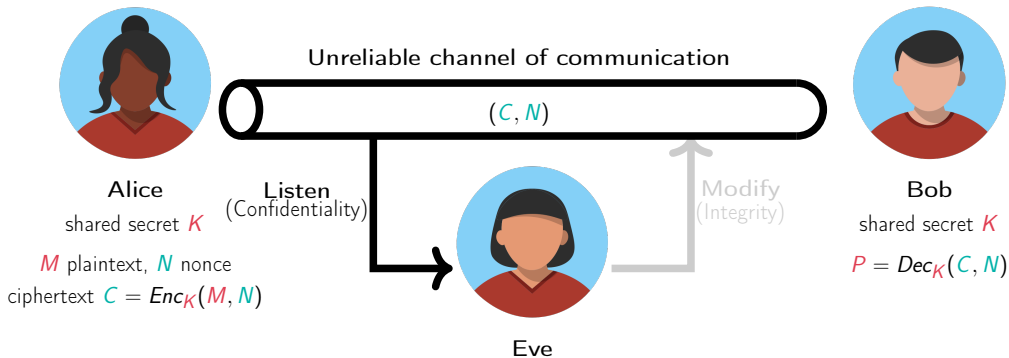 Unreliable channel of communication
(C, N)
Alice
shared secret K
M plaintext, N nonce
ciphertext C = Enc_K(M, N)
Listen
(Confidentiality)
Modify
(Integrity)
Eve
Bob
shared secret K
P = Dec_K(C, N)